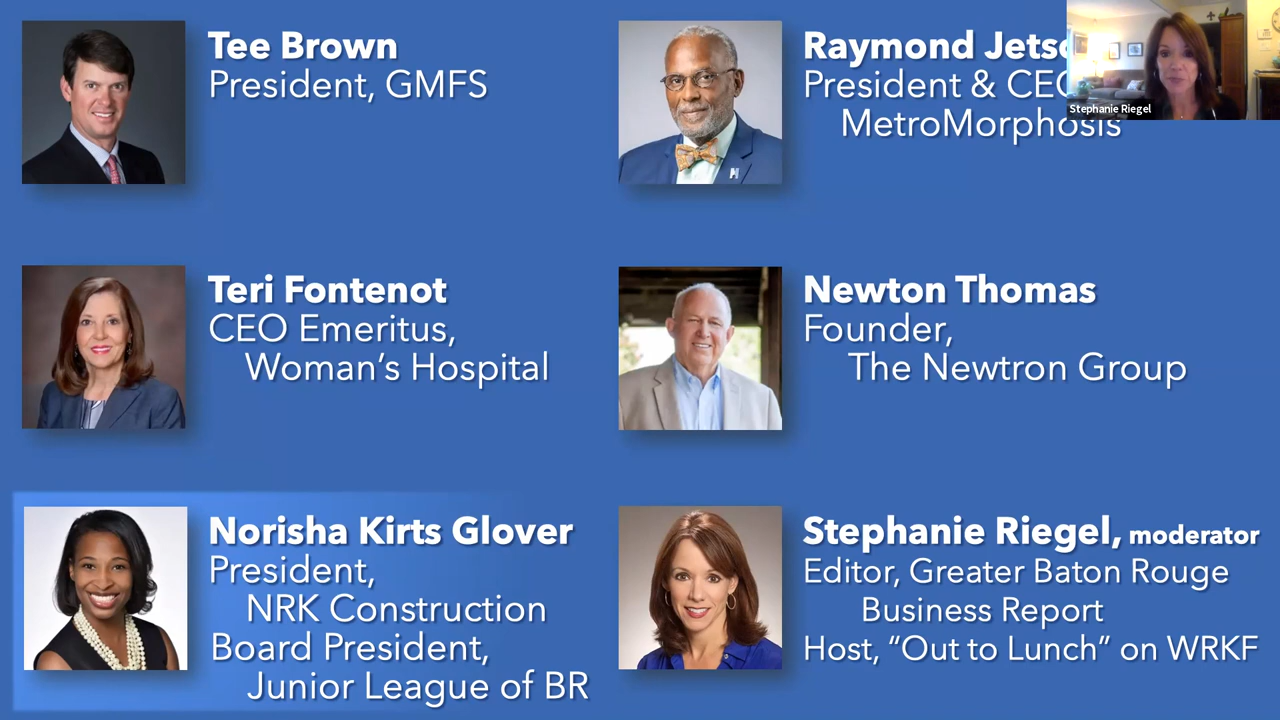 Tee Brown
President, GMFS
Raymond
President & CEO
MetroMorphosis
Stephanie Riegel
Teri Fontenot
CEO Emeritus,
Woman's Hospital
Newton Thomas
Founder,
The Newtron Group
Norisha Kirts Glover
President,
NRK Construction
Board President,
Junior League of BR
Stephanie Riegel, moderator
Editor, Greater Baton Rouge
Business Report
Host, "Out to Lunch" on WRKF